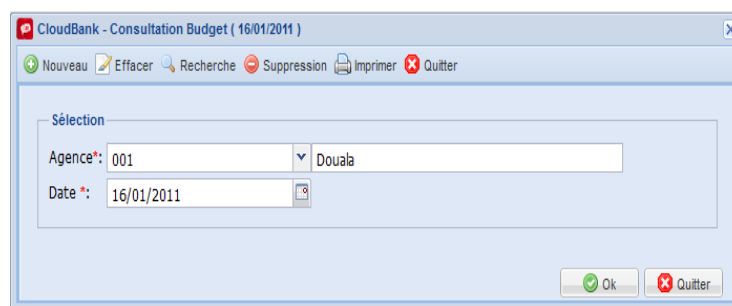 CloudBank - Consultation Budget ( 16/01/2011 )
Nouveau Effacer Recherche Suppression Imprimer Quitter
Sélection
Agence*: 001 Douala
Date *: 16/01/2011
Ok Quitter